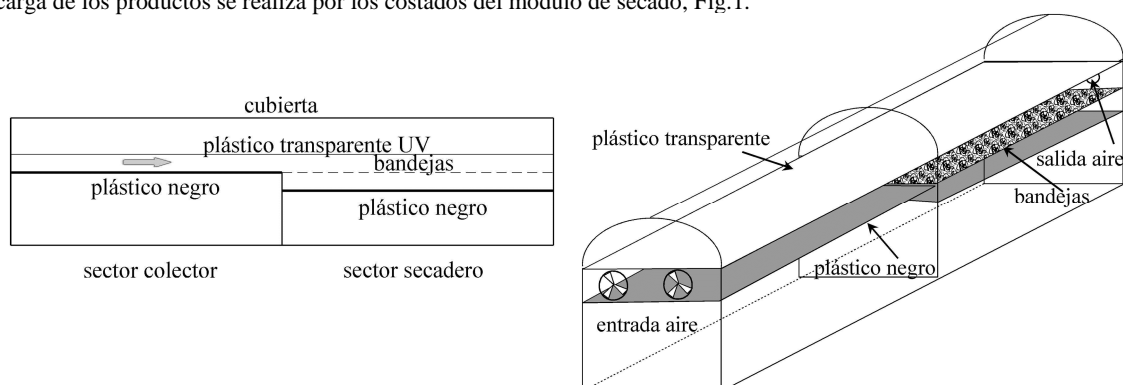 carga de los productos se realiza por los costados del módulo de secado, Fig.1.
cubierta
plástico transparente UV
bandejas
plástico negro
plástico negro
sector colector
sector secadero
plástico transparente
salida aire
bandejas
plástico negro
entrada aire